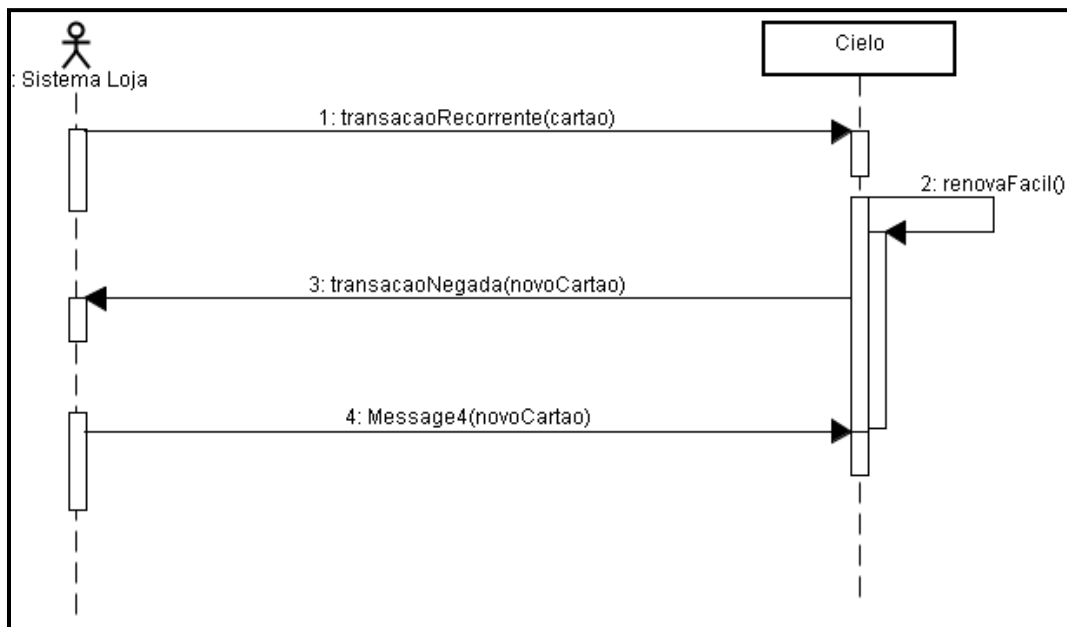 : Sistema Loja
Cielo
1: transacaoRecorrente(cartao)
2: renovaFacil()
3: transacaoNegada(novoCartao)
4: Message4(novoCartao)